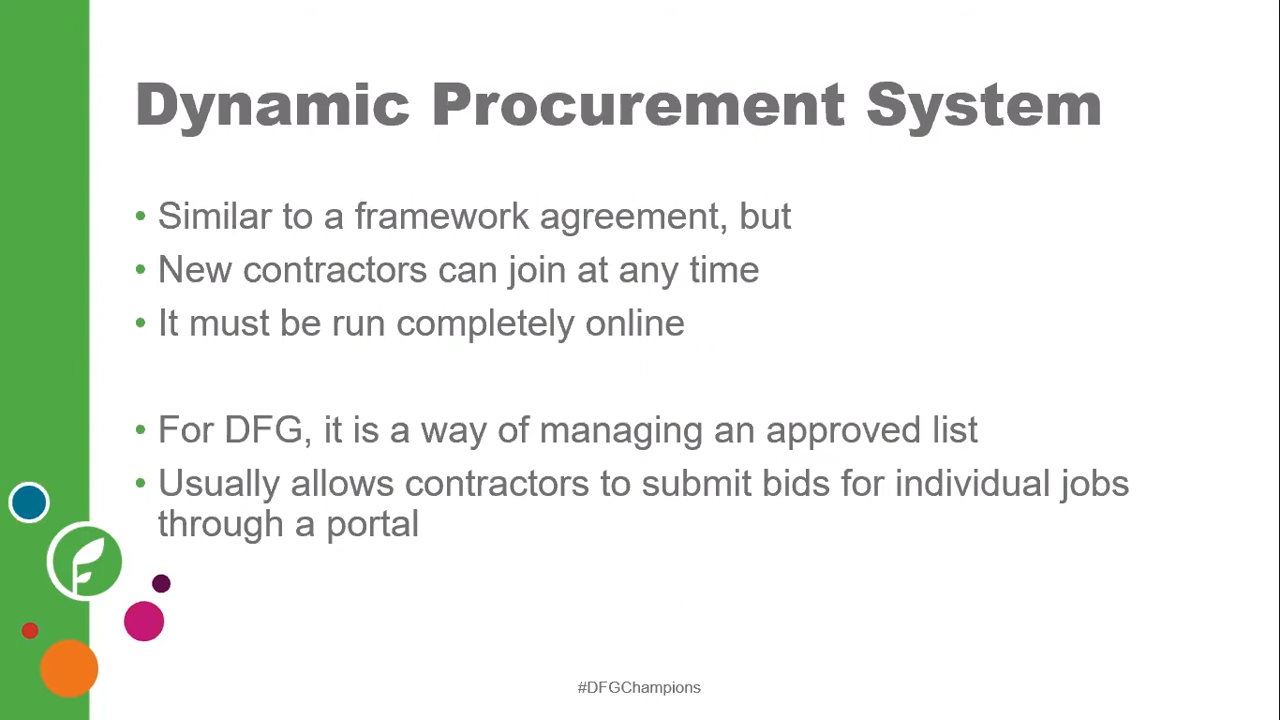 Dynamic Procurement System
• Similar to a framework agreement, but
• New contractors can join at any time
• It must be run completely online
• For DFG, it is a way of managing an approved list
• Usually allows contractors to submit bids for individual jobs
through a portal
#DFGChampions